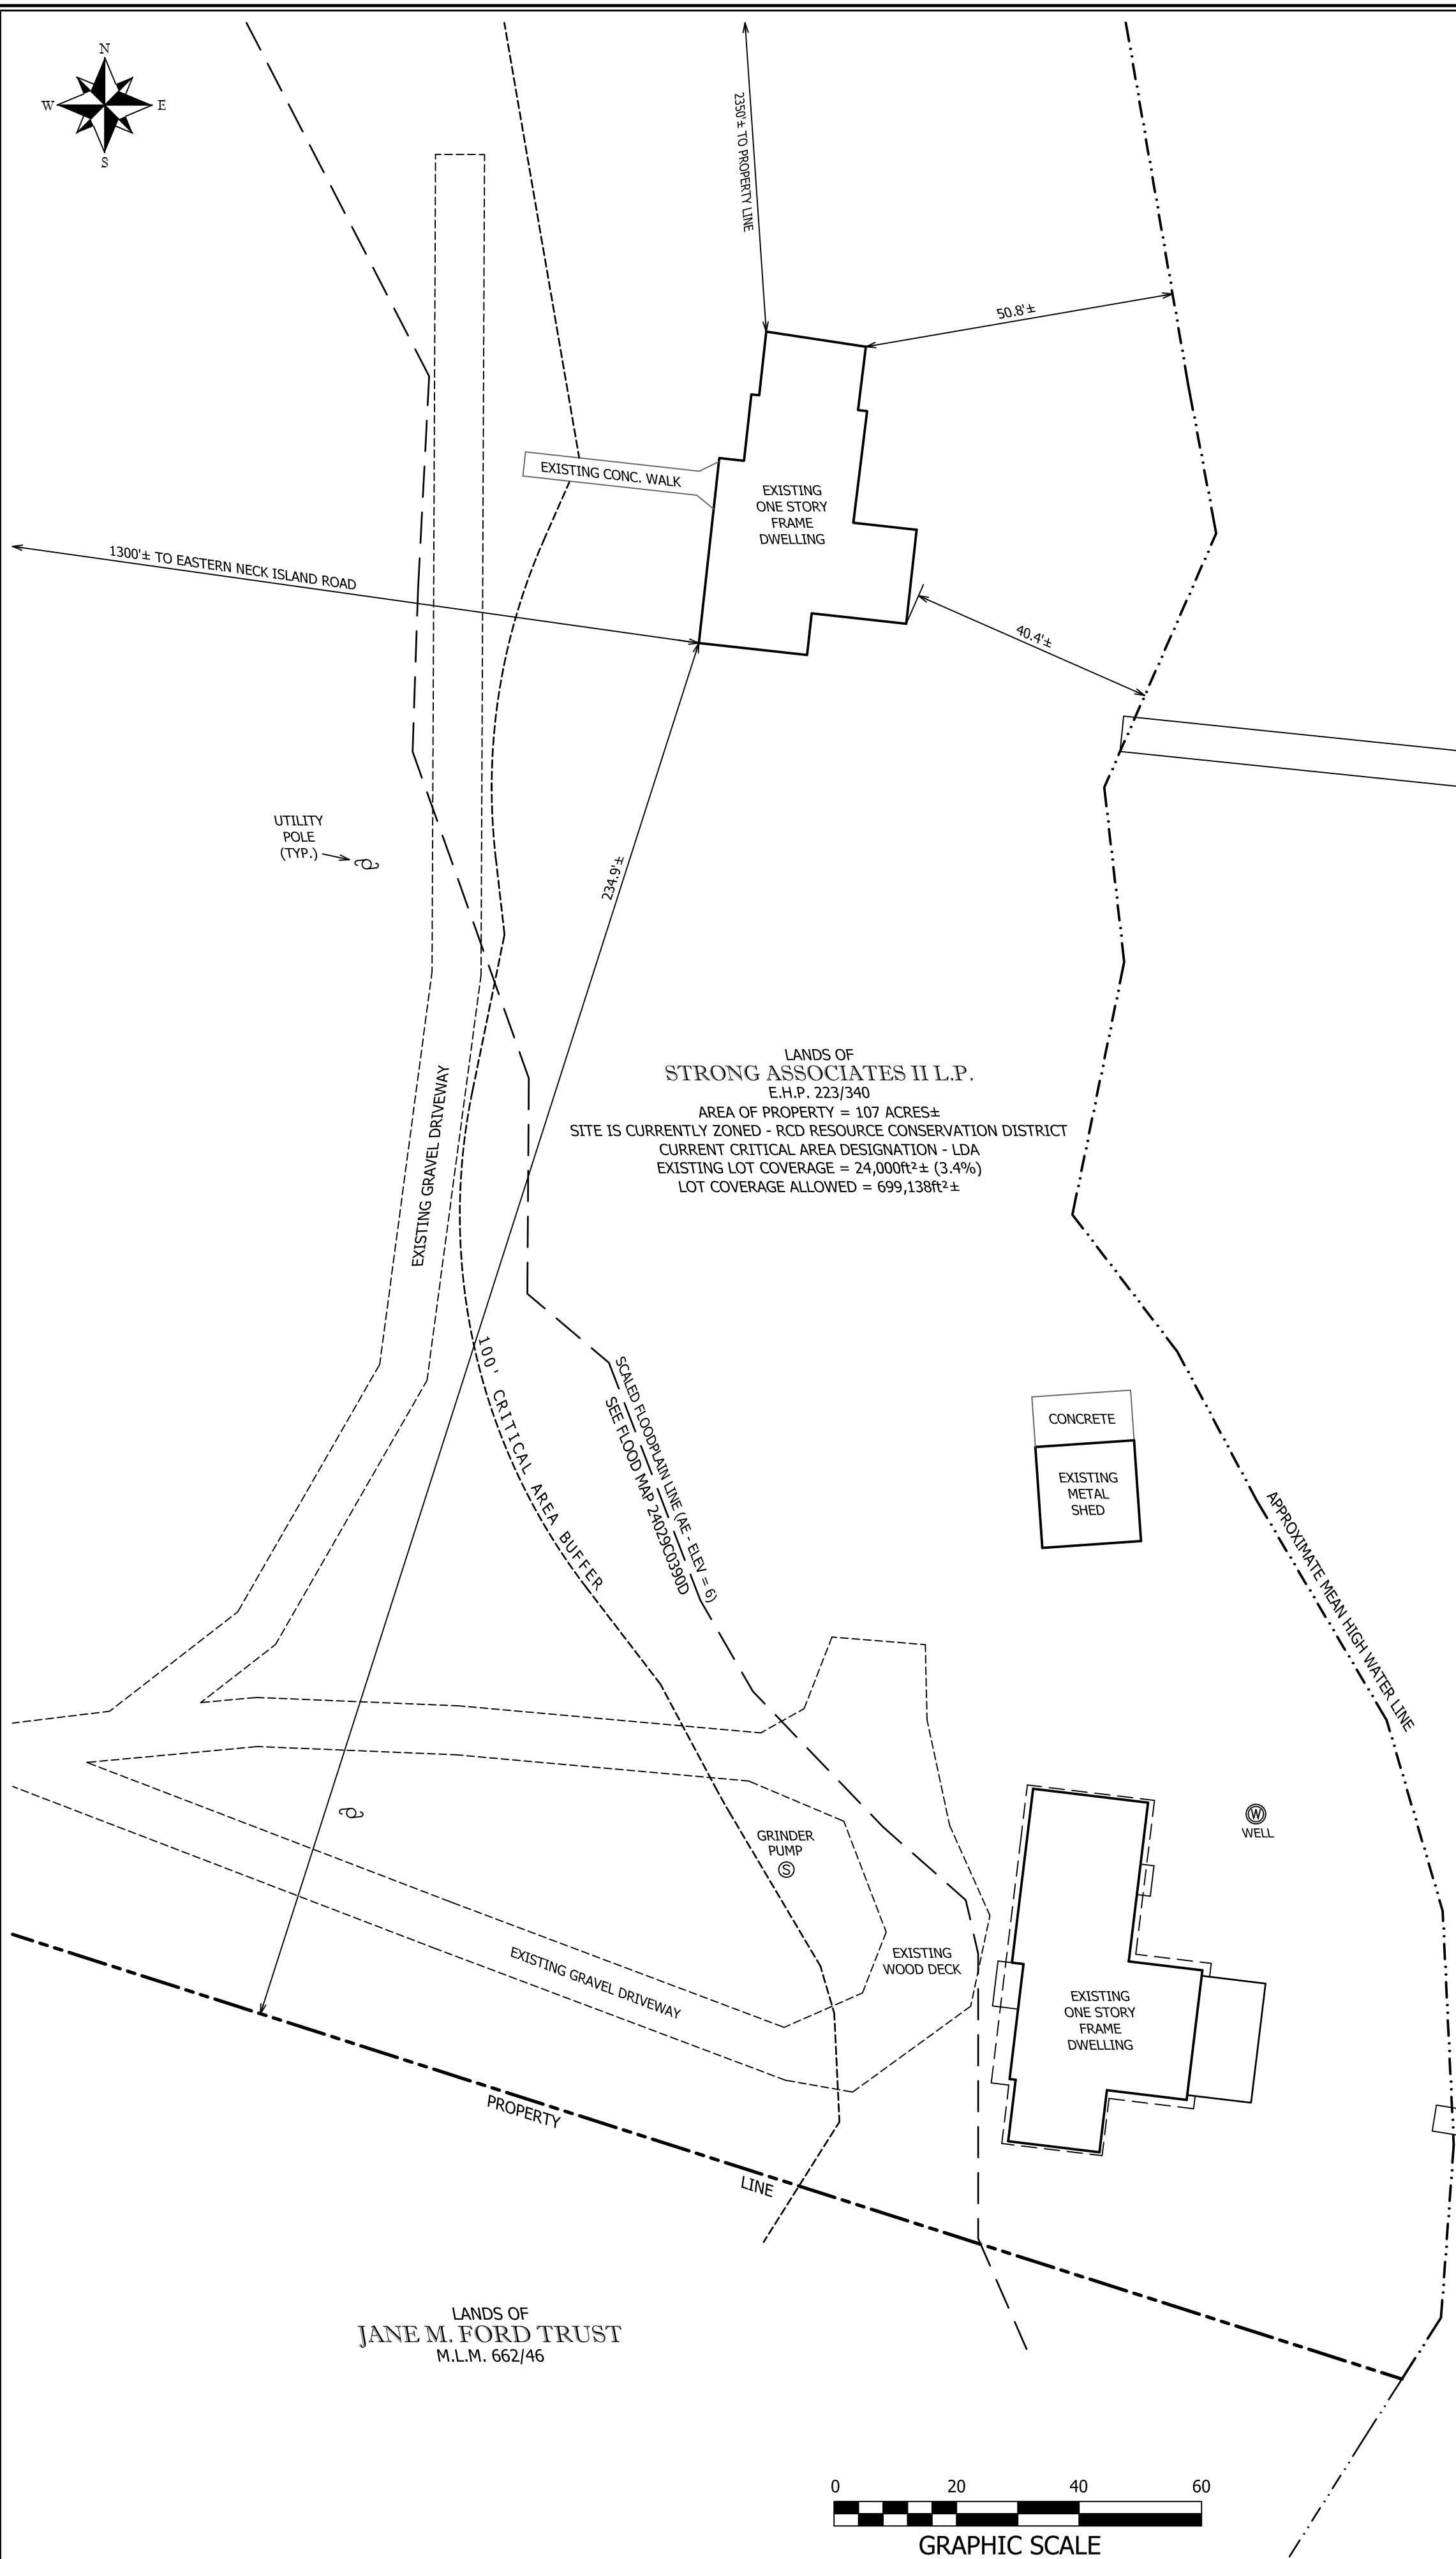 N
W E
S
2350'± TO PROPERTY LINE
50.8'±
EXISTING CONC. WALK
EXISTING
ONE STORY
FRAME
DWELLING
1300'± TO EASTERN NECK ISLAND ROAD
40.4'±
UTILITY
POLE
(TYP.)
234.9'±
LANDS OF
STRONG ASSOCIATES II L.P.
E.H.P. 223/340
AREA OF PROPERTY = 107 ACRES±
SITE IS CURRENTLY ZONED - RCD RESOURCE CONSERVATION DISTRICT
CURRENT CRITICAL AREA DESIGNATION - LDA
EXISTING LOT COVERAGE = 24,000ft²± (3.4%)
LOT COVERAGE ALLOWED = 699,138ft²±
EXISTING GRAVEL DRIVEWAY
100' CRITICAL AREA BUFFER
SCALED FLOODPLAIN LINE (AE - ELEV = 6)
SEE FLOOD MAP 24029C0390D
CONCRETE
EXISTING
METAL
SHED
APPROXIMATE MEAN HIGH WATER LINE
GRINDER
PUMP
S
W
WELL
EXISTING
WOOD DECK
EXISTING GRAVEL DRIVEWAY
EXISTING
ONE STORY
FRAME
DWELLING
PROPERTY
LINE
LANDS OF
JANE M. FORD TRUST
M.L.M. 662/46
0 20 40 60
GRAPHIC SCALE